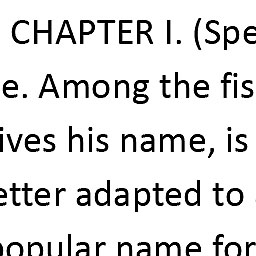 CHAPTER I. (Spe
e. Among the fis
ives his name, is
etter adapted to
popular name for